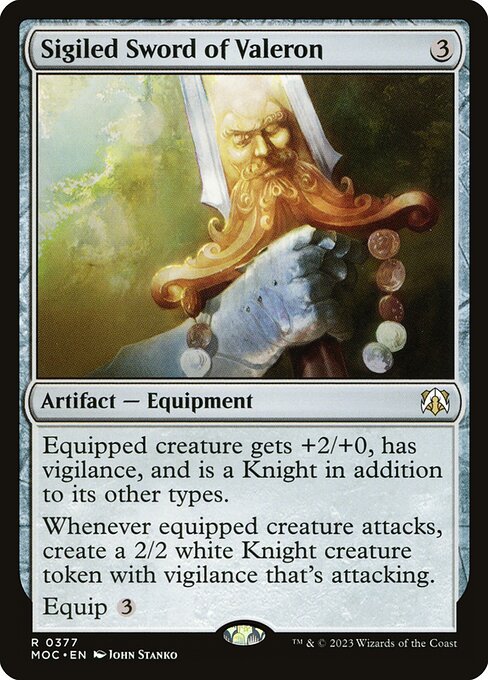 Sigiled Sword of Valeron 3
Artifact — Equipment
Equipped creature gets +2/+0, has
vigilance, and is a Knight in addition
to its other types.
Whenever equipped creature attacks,
create a 2/2 white Knight creature
token with vigilance that's attacking.
Equip 3
R 0377
MOC • EN John Stanko
™ & © 2023 Wizards of the Coast